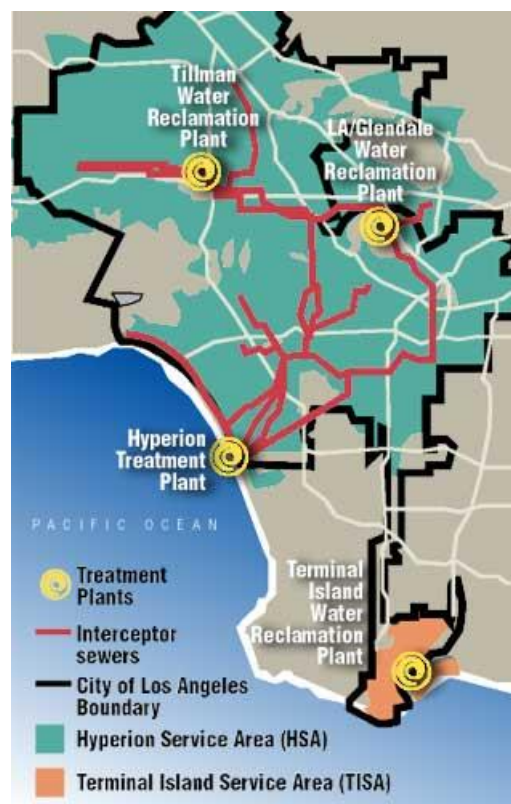 Tillman
Water
Reclamation
Plant
LA/Glendale
Water
Reclamation
Plant
Hyperion
Treatment
Plant
PACIFIC OCEAN
Terminal
Island
Water
Reclamation
Plant
Treatment
Plants
Interceptor
sewers
City of Los Angeles
Boundary
Hyperion Service Area (HSA)
Terminal Island Service Area (TISA)